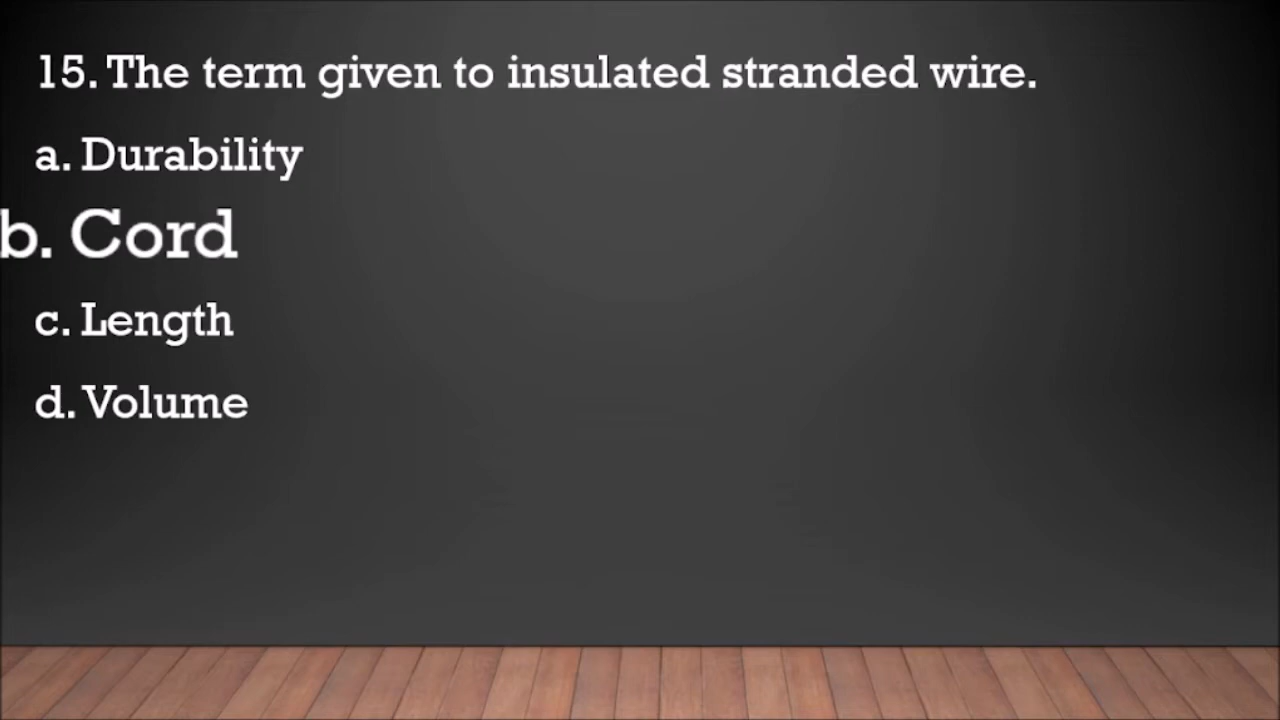 15. The term given to insulated stranded wire.
a. Durability
b. Cord
c. Length
d. Volume